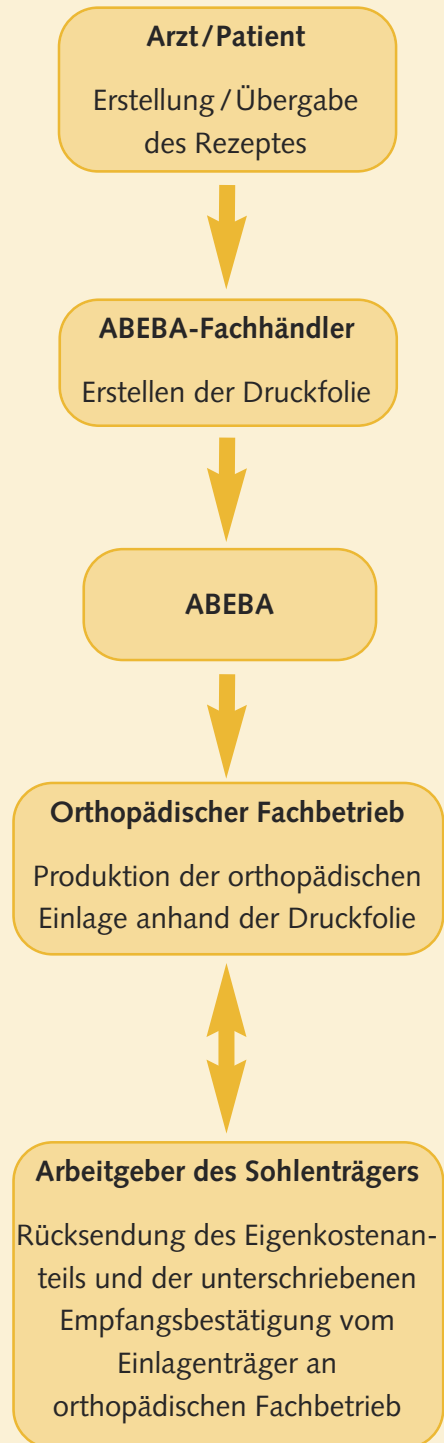 Arzt/Patient
Erstellung/Übergabe
des Rezeptes
ABEBA-Fachhändler
Erstellen der Druckfolie
ABEBA
Orthopädischer Fachbetrieb
Produktion der orthopädischen
Einlage anhand der Druckfolie
Arbeitgeber des Sohlenträgers
Rücksendung des Eigenkostenan-
teils und der unterschriebenen
Empfangsbestätigung vom
Einlagenträger an
orthopädischen Fachbetrieb